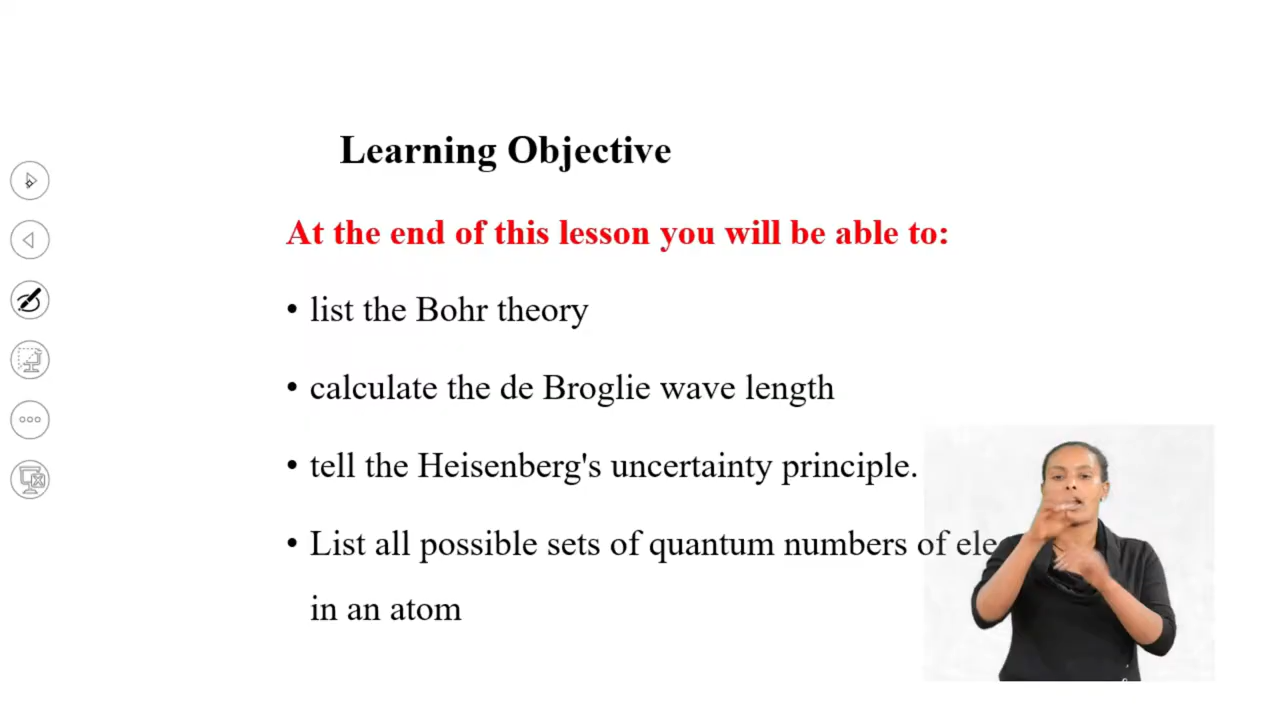 Learning Objective
At the end of this lesson you will be able to:
• list the Bohr theory
• calculate the de Broglie wave length
• tell the Heisenberg's uncertainty principle.
• List all possible sets of quantum numbers of
in an atom